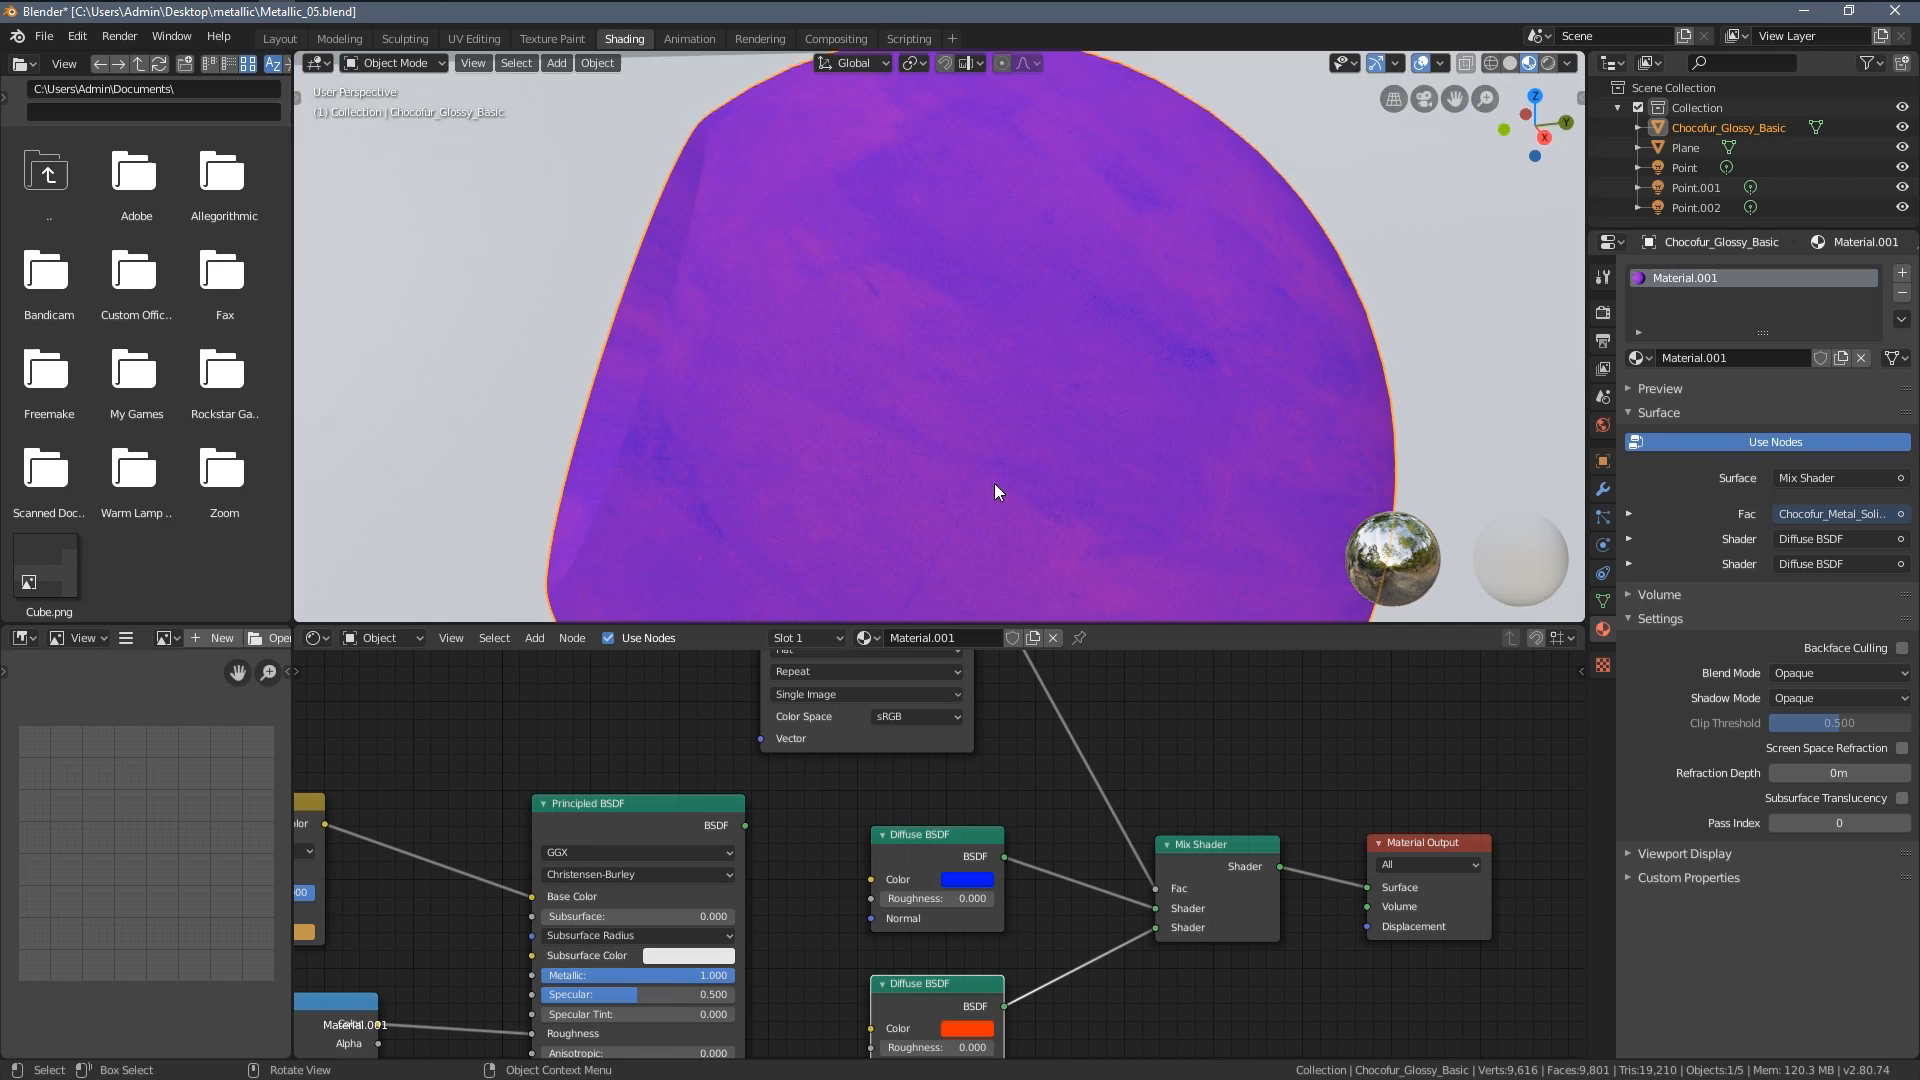 Blender* [C:\Users\Admin\Desktop\metallic\Metallic_05.blend]
File Edit Render Window Help
Layout Modeling Sculpting UV Editing Texture Paint Shading Animation Rendering Compositing Scripting
Scene
View Layer
View
C:\Users\Admin\Documents\
..
Adobe
Allegorithmic
Bandicam
Custom Offic..
Fax
Freemake
My Games
Rockstar Ga..
Scanned Doc...
Warm Lamp ..
Zoom
Cube.png
Object Mode View Select Add Object
Global
User Perspective
(1) Collection | Chocofur_Glossy_Basic
Z
Y
X
Scene Collection
Collection
Chocofur_Glossy_Basic
Plane
Point
Point.001
Point.002
Chocofur_Glossy_Basic Material.001
Material.001
Material.001
Preview
Surface
Use Nodes
Surface Mix Shader
Fac Chocofur_Metal_Soli..
Shader Diffuse BSDF
Shader Diffuse BSDF
Volume
Settings
Backface Culling
Blend Mode Opaque
Shadow Mode Opaque
Clip Threshold 0.500
Screen Space Refraction
Refraction Depth 0m
Subsurface Translucency
Pass Index 0
Viewport Display
Custom Properties
View New Open
Object View Select Add Node Use Nodes Slot 1 Material.001
Repeat
Single Image
Color Space sRGB
Vector
Principled BSDF
BSDF
GGX
Christensen-Burley
Base Color
Subsurface: 0.000
Subsurface Radius
Subsurface Color
Metallic: 1.000
Specular: 0.500
Specular Tint: 0.000
Roughness
Anisotropic: 0.000
Diffuse BSDF
BSDF
Color
Roughness: 0.000
Normal
Diffuse BSDF
BSDF
Color
Roughness: 0.000
Mix Shader
Shader
Fac
Shader
Shader
Material Output
All
Surface
Volume
Displacement
Material.001
Alpha
Select Box Select Rotate View Object Context Menu
Collection | Chocofur_Glossy_Basic | Verts:9,616 | Faces:9,801 | Tris:19,210 | Objects:1/5 | Mem: 120.3 MB | v2.80.74